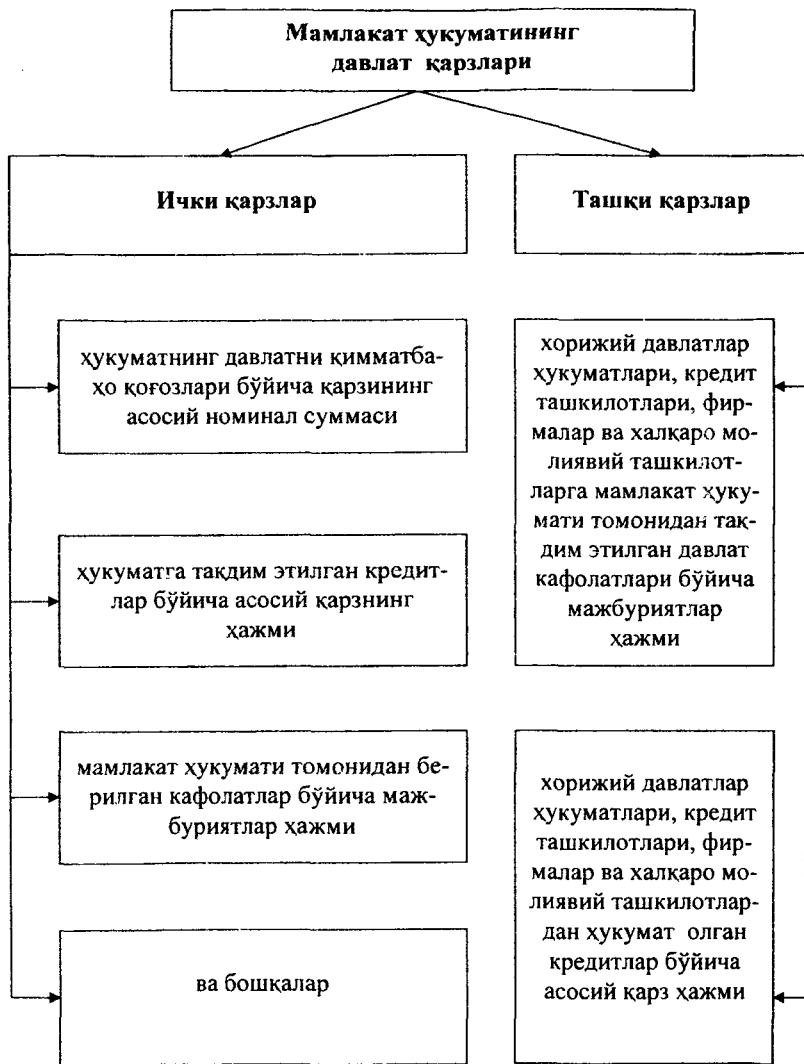 Мамлакат ҳукуматининг
давлат қарзлари
Ички қарзлар
Ташқи қарзлар
ҳукуматнинг давлатни қимматба-
ҳо қоғозлари бўйича қарзининг
асосий номинал суммаси
ҳукуматга тақдим этилган кредит-
лар бўйича асосий қарзнинг
ҳажми
мамлакат ҳукумати томонидан бе-
рилган кафолатлар бўйича маж-
буриятлар ҳажми
ва бошқалар
хорижий давлатлар
ҳукуматлари, кредит
ташкилотлари, фир-
малар ва халқаро мо-
лиявий ташкилот-
ларга мамлакат ҳуку-
мати томонидан тақ-
дим этилган давлат
кафолатлари бўйича
мажбуриятлар
ҳажми
хорижий давлатлар
ҳукуматлари, кредит
ташкилотлари, фир-
малар ва халқаро мо-
лиявий ташкилотлар-
дан ҳукумат олган
кредитлар бўйича
асосий қарз ҳажми